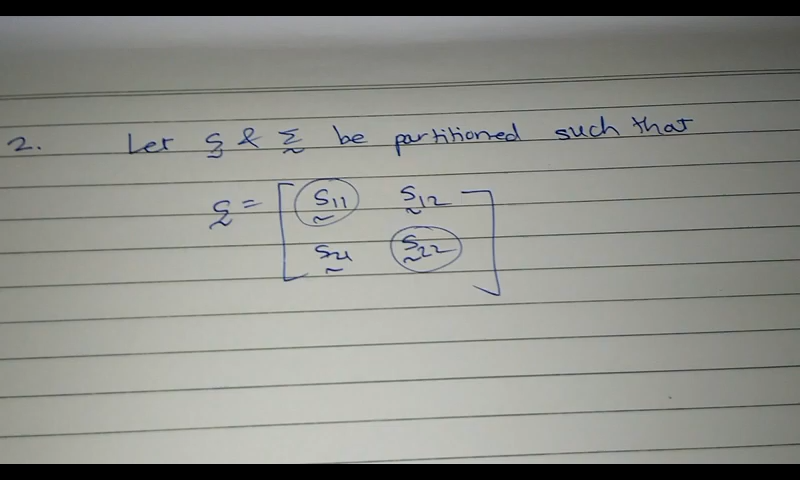 2. Let S & Σ be partitioned such that
S = [ S11 S12
S21 S22 ]